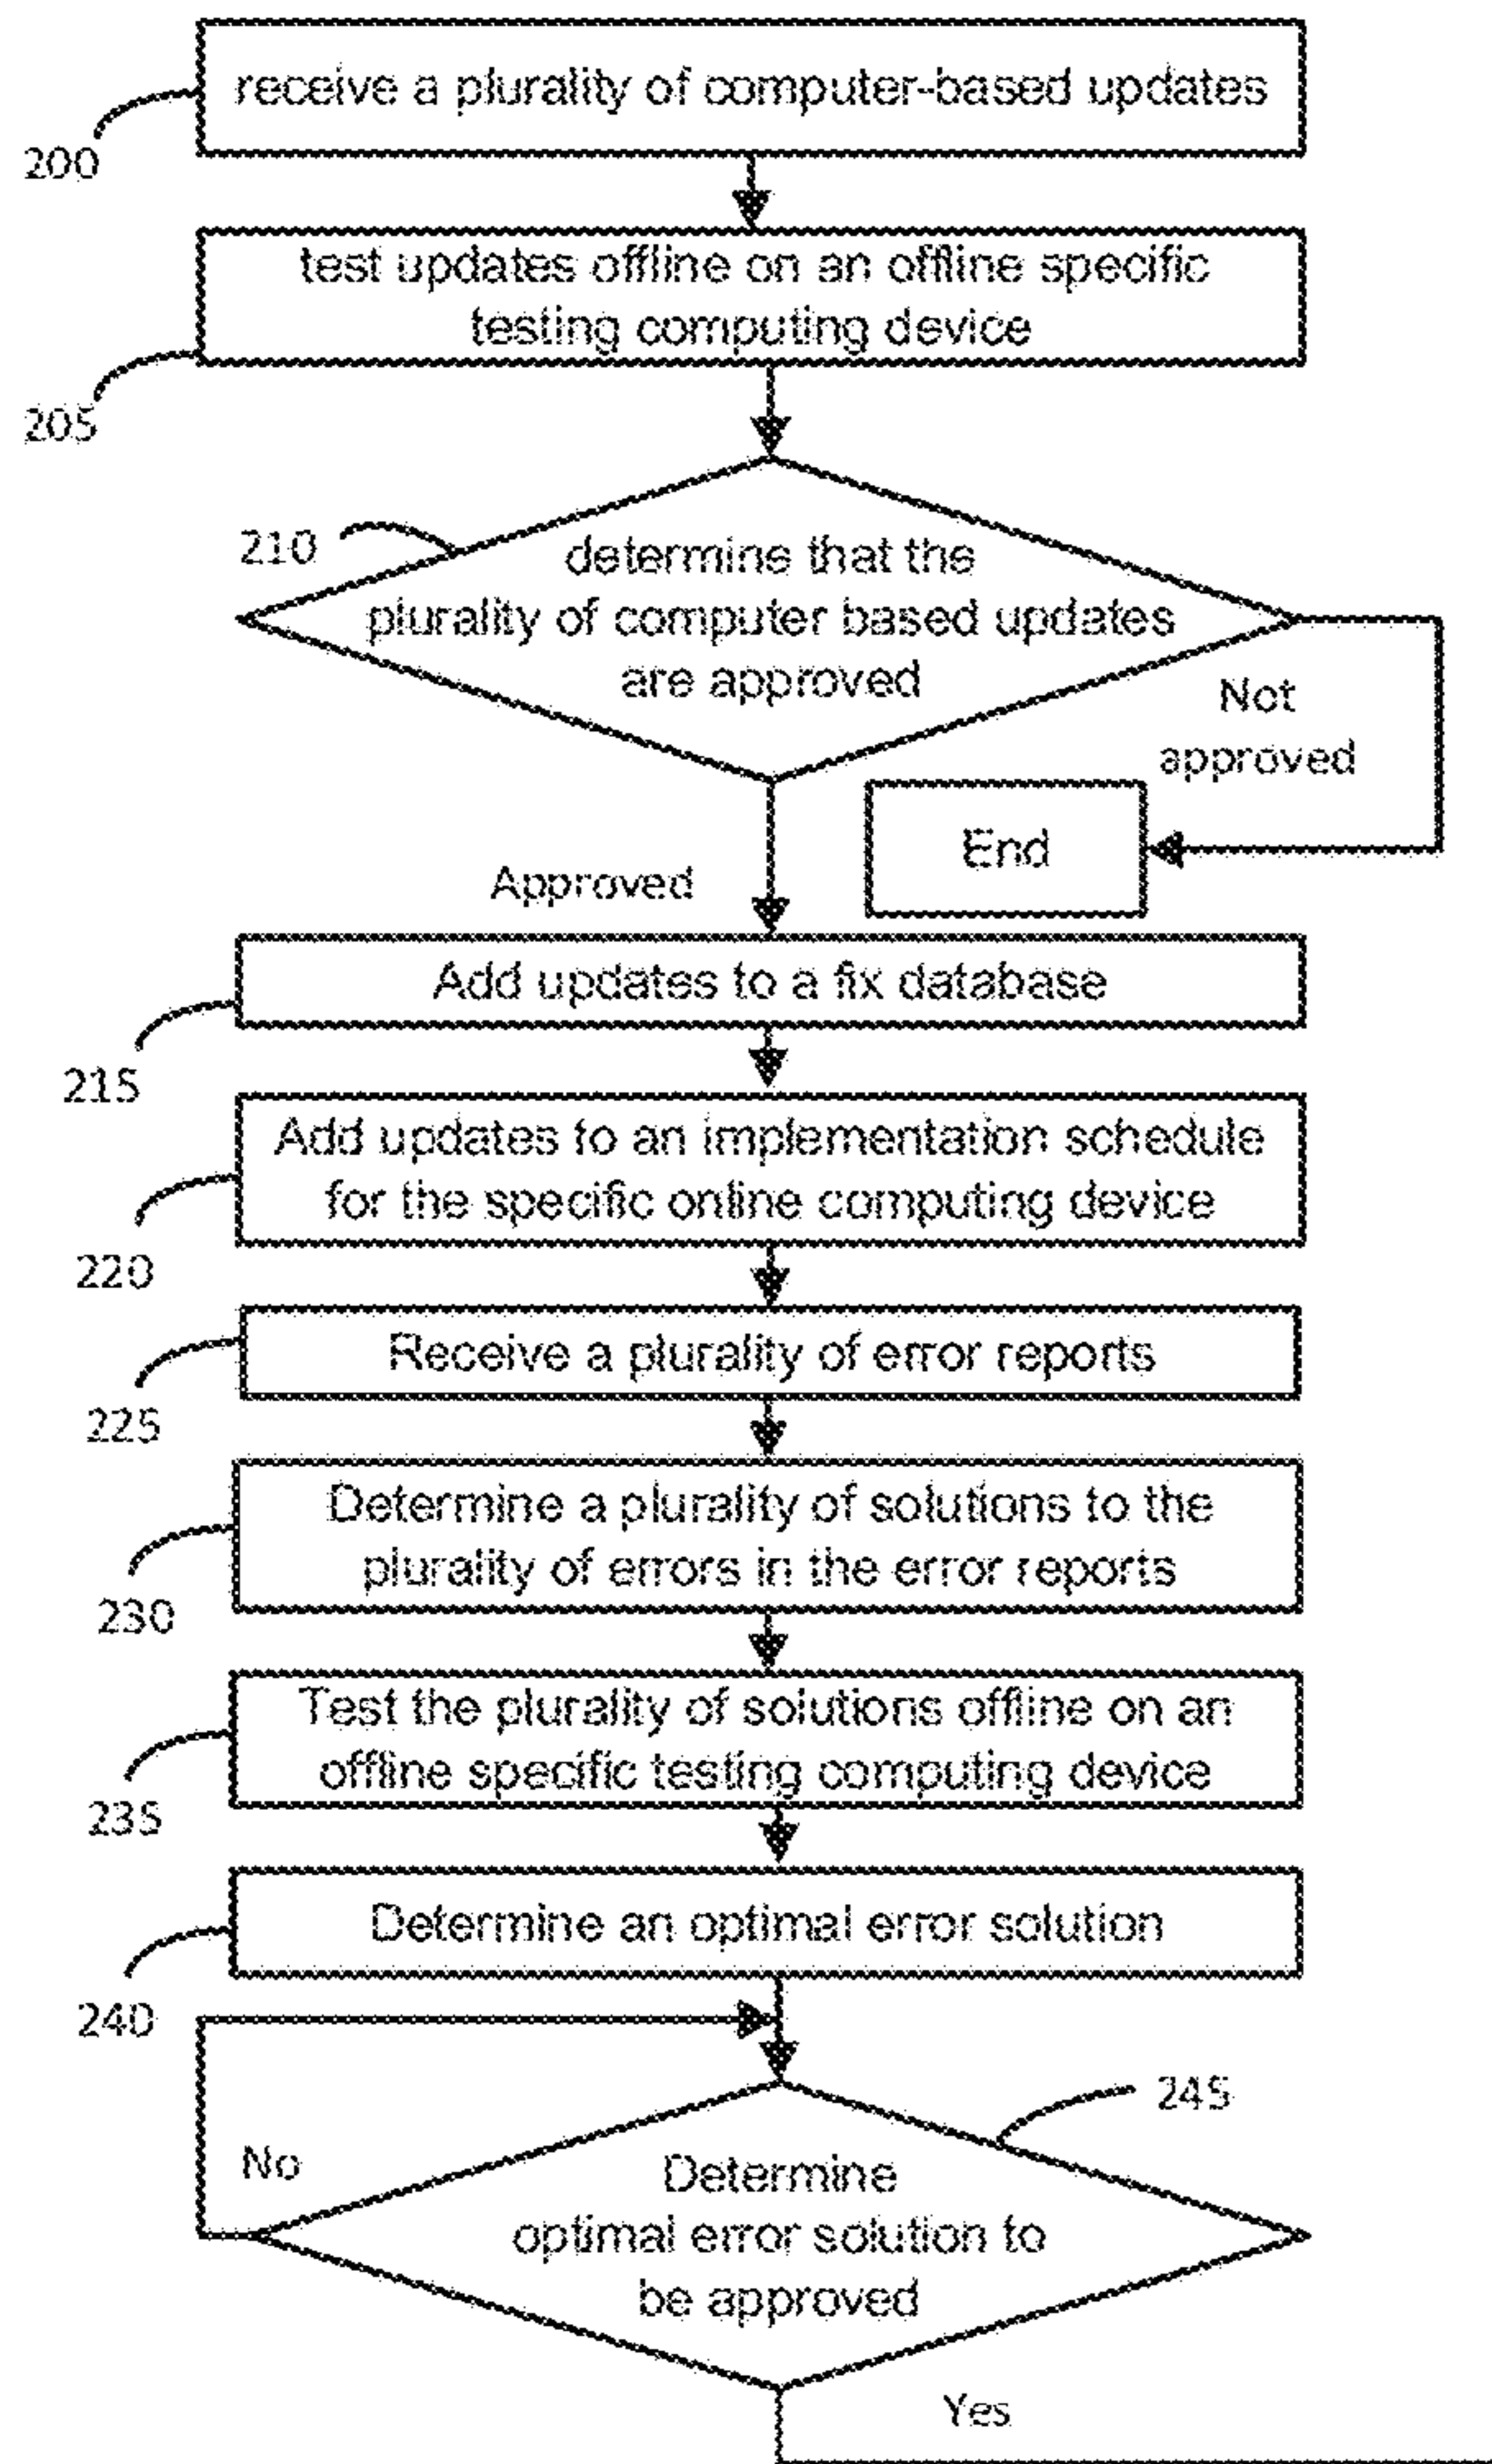 receive a plurality of computer-based updates
200
test updates offline on an offline specific
testing computing device
205
210
determine that the
plurality of computer based updates
are approved
Not
approved
End
Approved
Add updates to a fix database
215
Add updates to an implementation schedule
for the specific online computing device
220
Receive a plurality of error reports
225
Determine a plurality of solutions to the
plurality of errors in the error reports
230
Test the plurality of solutions offline on an
offline specific testing computing device
235
Determine an optimal error solution
240
245
No
Determine
optimal error solution to
be approved
Yes